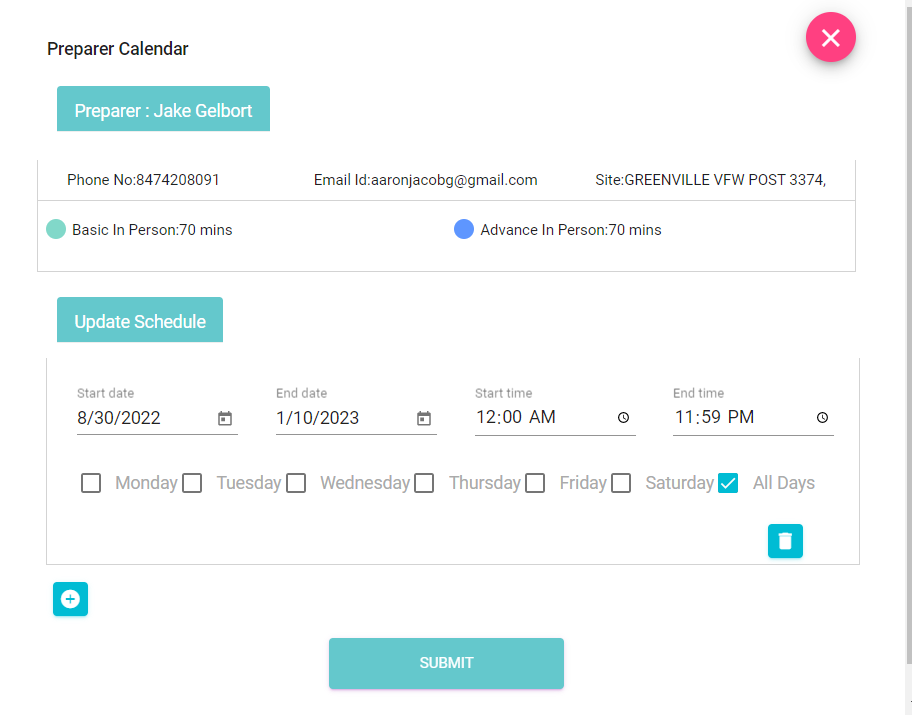 Preparer Calendar
Preparer : Jake Gelbort
Phone No:8474208091 Email Id:aaronjacobg@gmail.com Site:GREENVILLE VFW POST 3374,
Basic In Person:70 mins Advance In Person:70 mins
Update Schedule
Start date End date Start time End time
8/30/2022 1/10/2023 12:00 AM 11:59 PM
Monday Tuesday Wednesday Thursday Friday Saturday All Days
SUBMIT